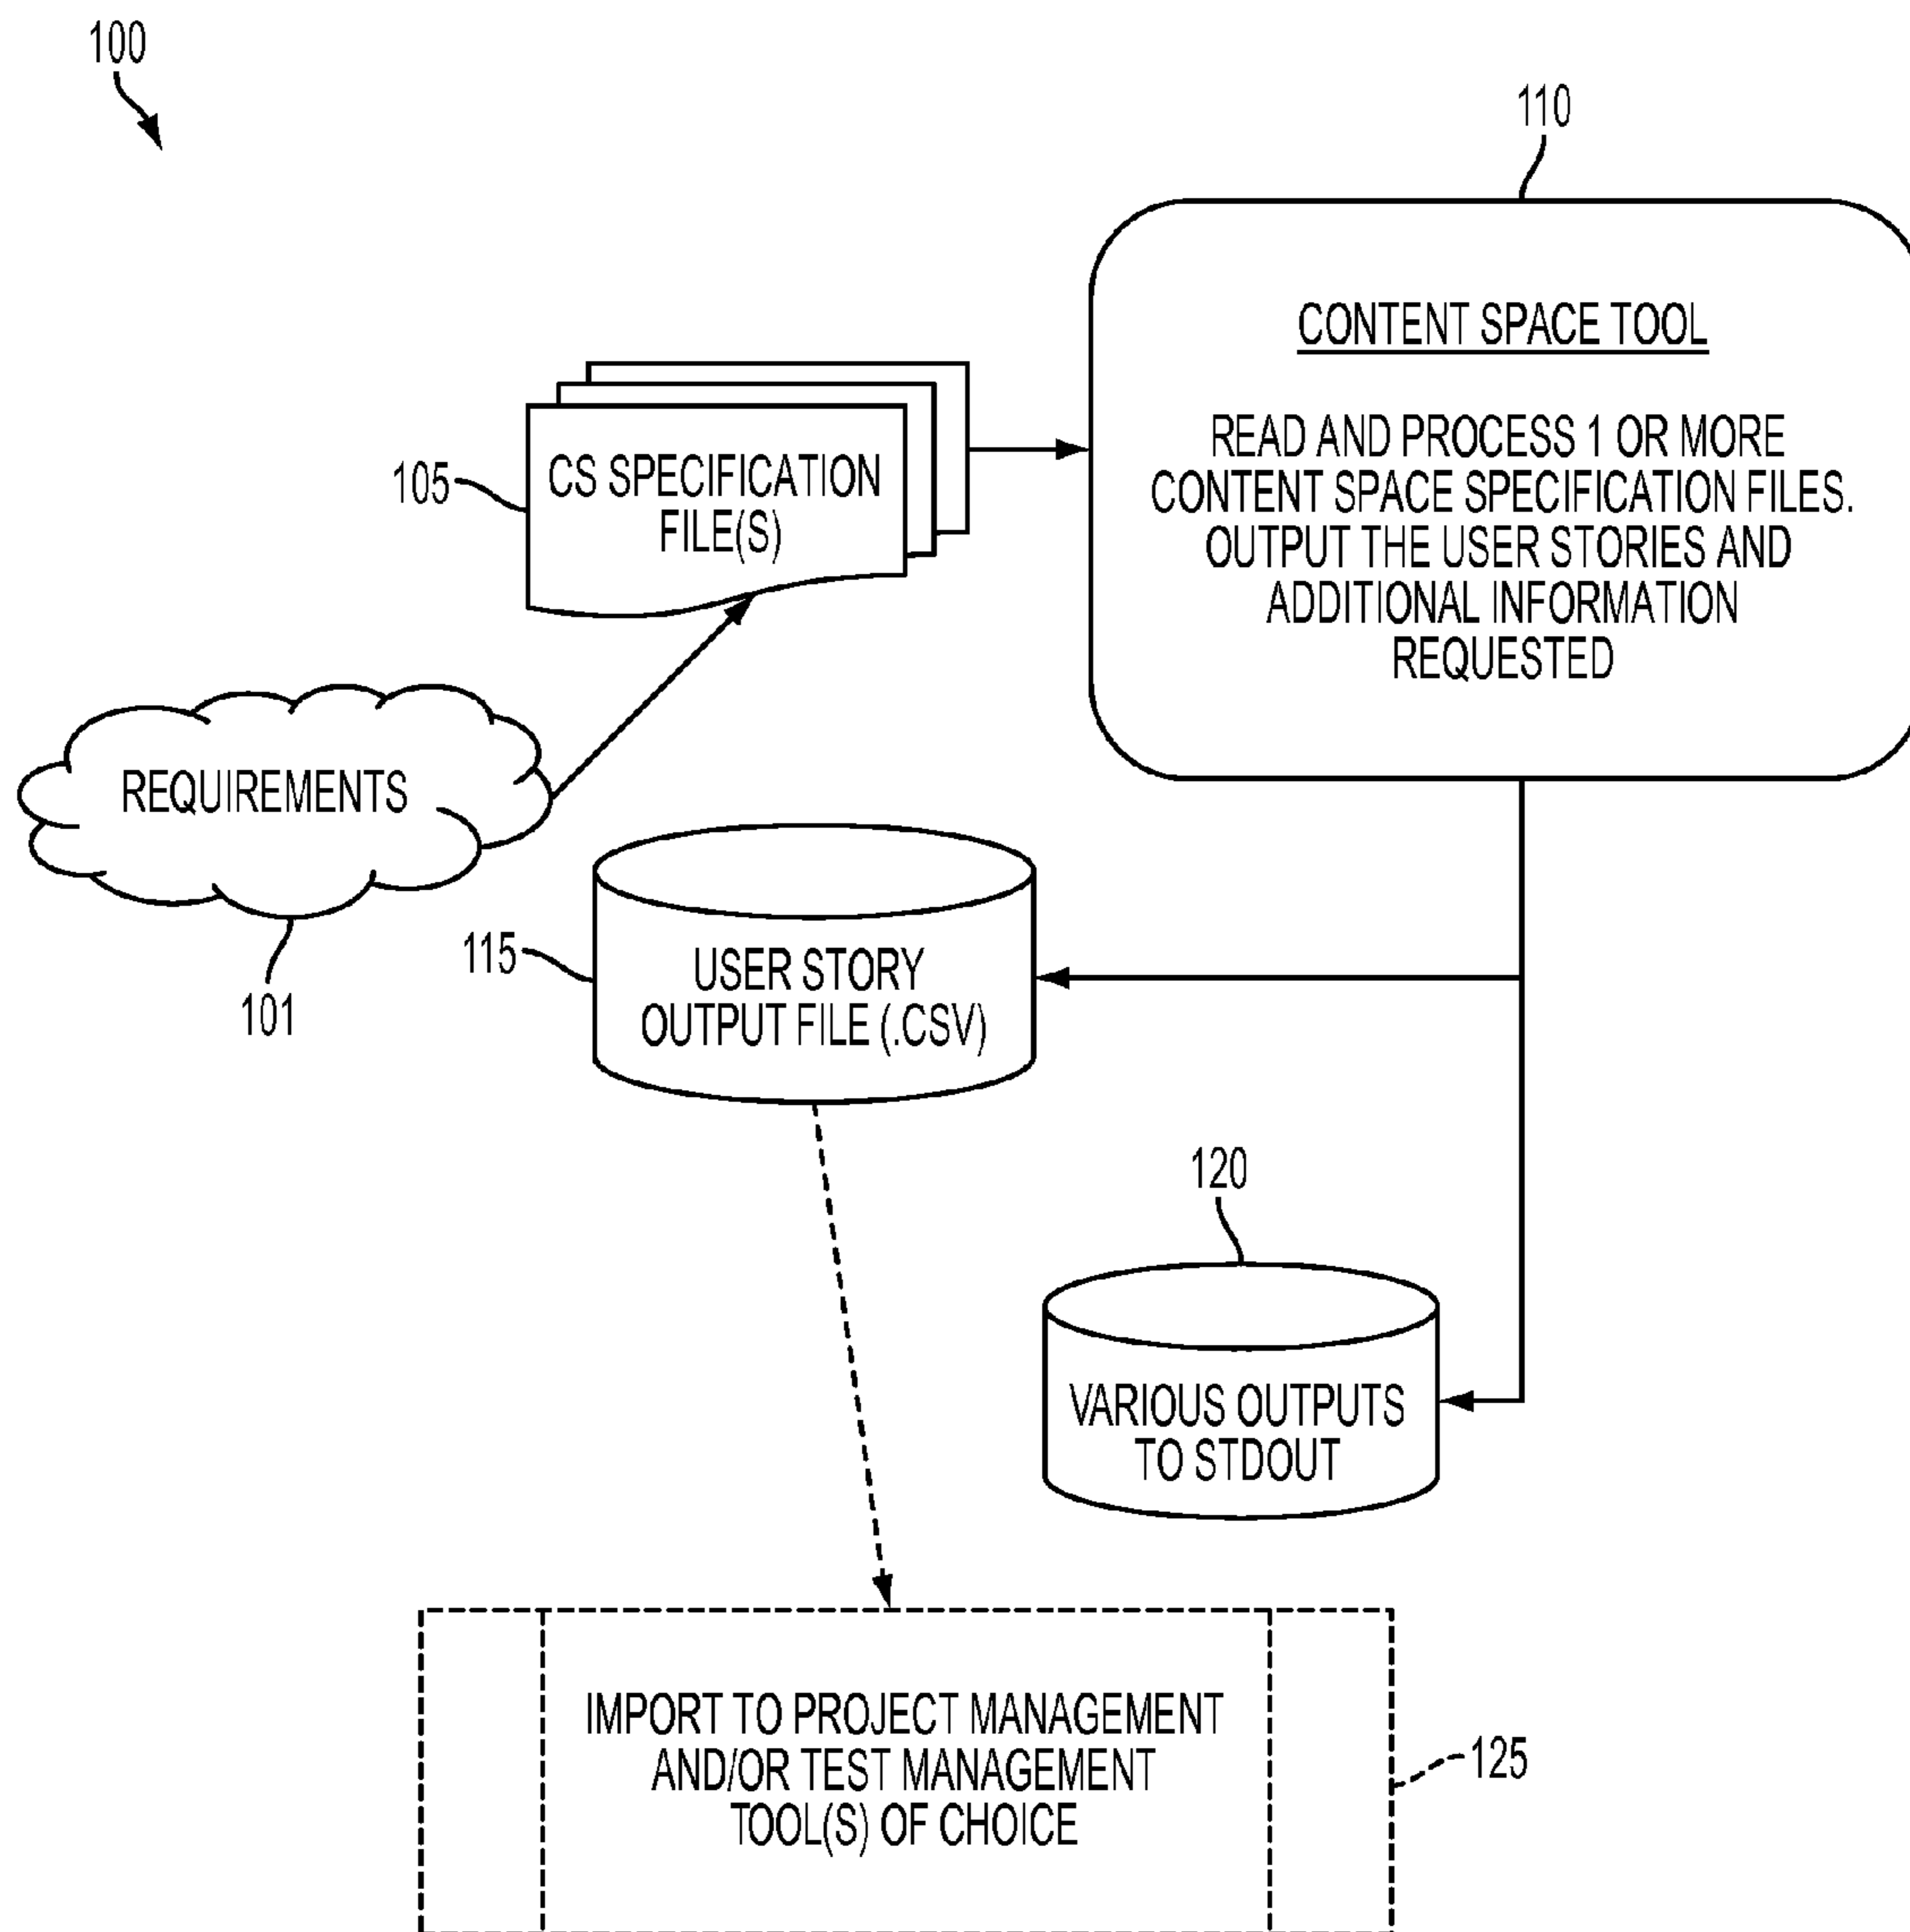 100
110
CONTENT SPACE TOOL
READ AND PROCESS 1 OR MORE
CONTENT SPACE SPECIFICATION FILES.
OUTPUT THE USER STORIES AND
ADDITIONAL INFORMATION
REQUESTED
105
CS SPECIFICATION
FILE(S)
REQUIREMENTS
101
115
USER STORY
OUTPUT FILE (.CSV)
120
VARIOUS OUTPUTS
TO STDOUT
IMPORT TO PROJECT MANAGEMENT
AND/OR TEST MANAGEMENT
TOOL(S) OF CHOICE
125